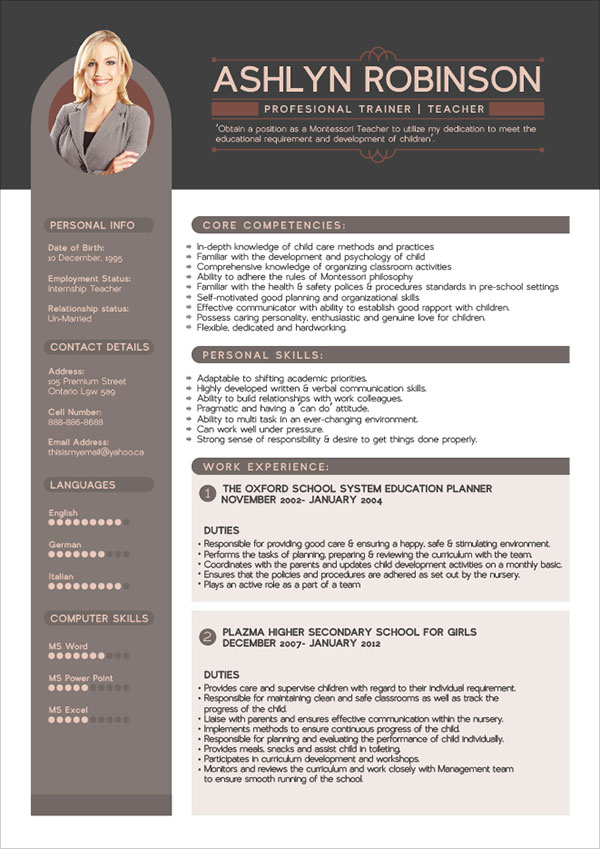 ASHLYN ROBINSON
PROFESIONAL TRAINER | TEACHER
'Obtain a position as a Montessori Teacher to utilize my dedication to meet the
educational requirement and development of children'.
PERSONAL INFO
Date of Birth:
10 December, 1995
Employment Status:
Internship Teacher
Relationship status:
Un-Married
CONTACT DETAILS
Address:
105 Premium Street
Ontario L9w 5a9
Cell Number:
888-886-8688
Email Address:
thisismyemail@yahoo.ca
LANGUAGES
English
German
Italian
COMPUTER SKILLS
MS Word
MS Power Point
MS Excel
CORE COMPETENCIES:
In-depth knowledge of child care methods and practices
Familiar with the development and psychology of child
Comprehensive knowledge of organizing classroom activities
Ability to adhere the rules of Montessori philosophy
Familiar with the health & safety polices & procedures standards in pre-school settings
Self-motivated good planning and organizational skills
Effective communicator with ability to establish good rapport with children.
Possess caring personality, enthusiastic and genuine love for children.
Flexible, dedicated and hardworking.
PERSONAL SKILLS:
Adaptable to shifting academic priorities.
Highly developed written & verbal communication skills.
Ability to build relationships with work colleagues.
Pragmatic and having a 'can do' attitude.
Ability to multi task in an ever-changing environment.
Can work well under pressure.
Strong sense of responsibility & desire to get things done properly.
WORK EXPERIENCE:
1 THE OXFORD SCHOOL SYSTEM EDUCATION PLANNER
NOVEMBER 2002- JANUARY 2004
DUTIES
• Responsible for providing good care & ensuring a happy, safe & stimulating environment.
• Performs the tasks of planning, preparing & reviewing the curriculum with the team.
• Coordinates with the parents and updates child development activities on a monthly basic.
• Ensures that the policies and procedures are adhered as set out by the nursery.
• Plays an active role as a part of a team
2 PLAZMA HIGHER SECONDARY SCHOOL FOR GIRLS
DECEMBER 2007- JANUARY 2012
DUTIES
• Provides care and supervise children with regard to their individual requirement.
• Responsible for maintaining clean and safe classrooms as well as track the
progress of the child.
• Liaise with parents and ensures effective communication within the nursery.
• Implements methods to ensure continuous progress of the child.
• Responsible for planning and evaluating the performance of child individually.
• Provides meals, snacks and assist child in toileting.
• Participates in curriculum development and workshops.
• Monitors and reviews the curriculum and work closely with Management team
to ensure smooth running of the school.